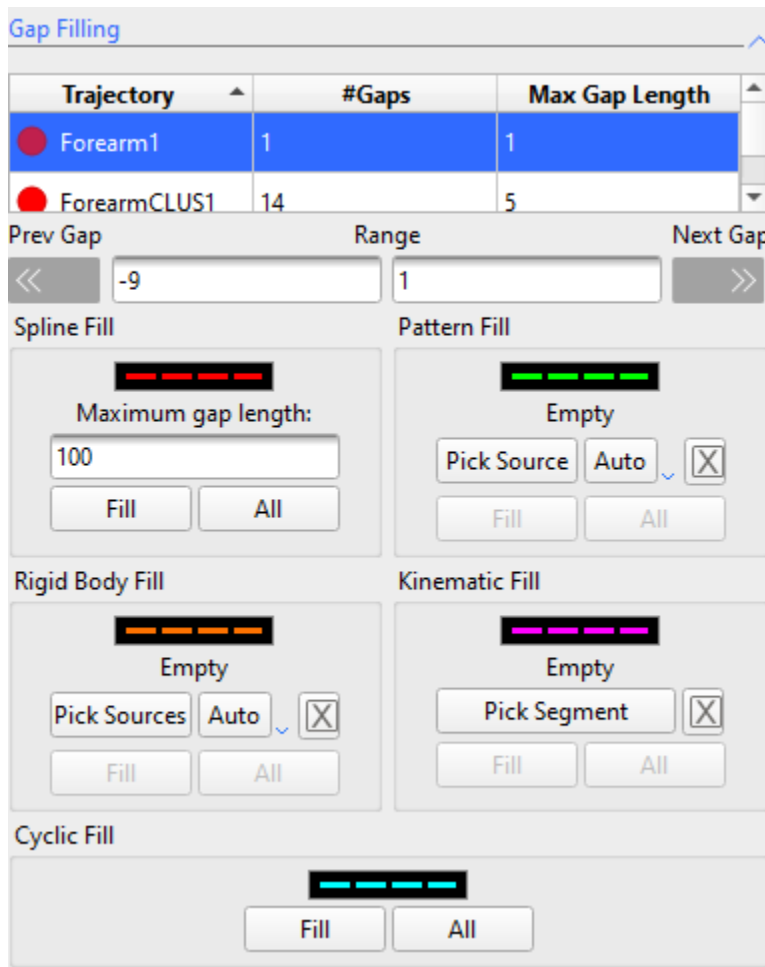 Gap Filling
Trajectory #Gaps Max Gap Length
Forearm1 1 1
ForearmCLUS1 14 5
Prev Gap Range Next Gap
-9 1
Spline Fill Pattern Fill
Maximum gap length: Empty
100 Pick Source Auto X
Fill All Fill All
Rigid Body Fill Kinematic Fill
Empty Empty
Pick Sources Auto X Pick Segment X
Fill All Fill All
Cyclic Fill
Fill All